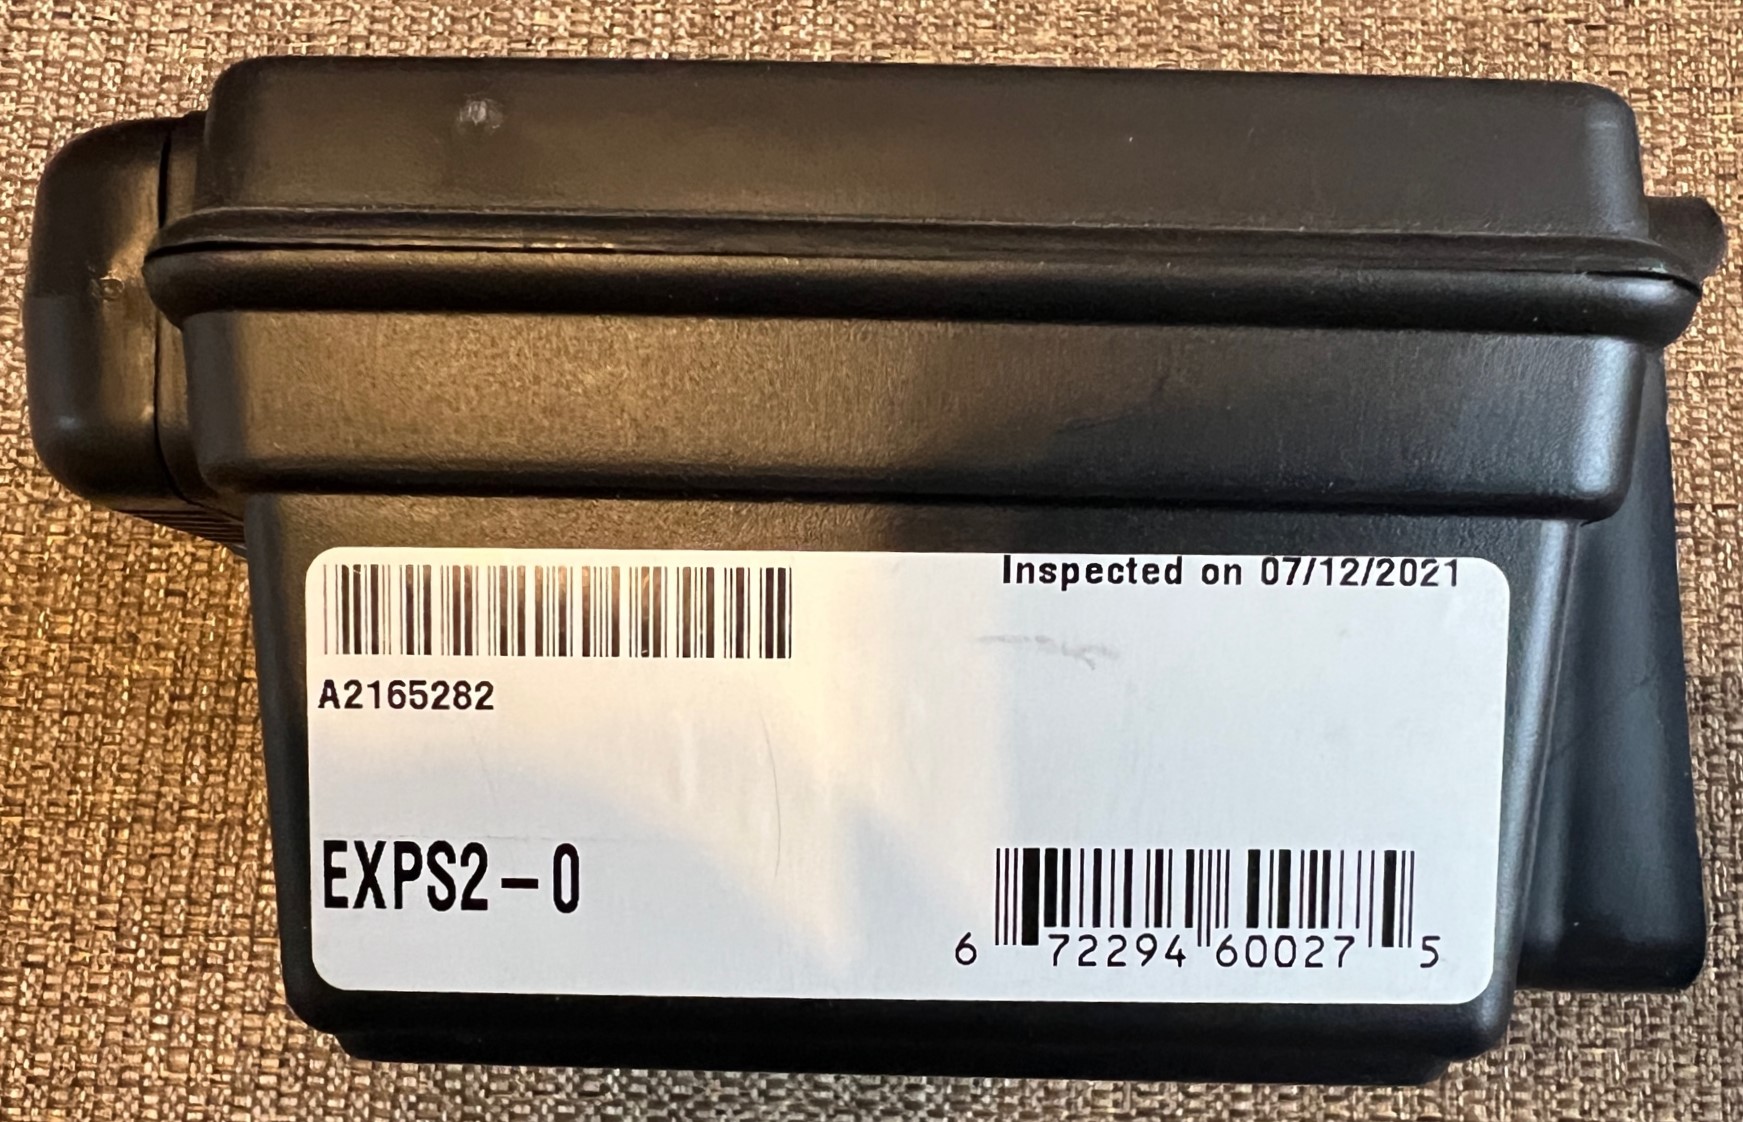 Inspected on 07/12/2021
A2165282
EXPS2-0
6 72294 60027 5